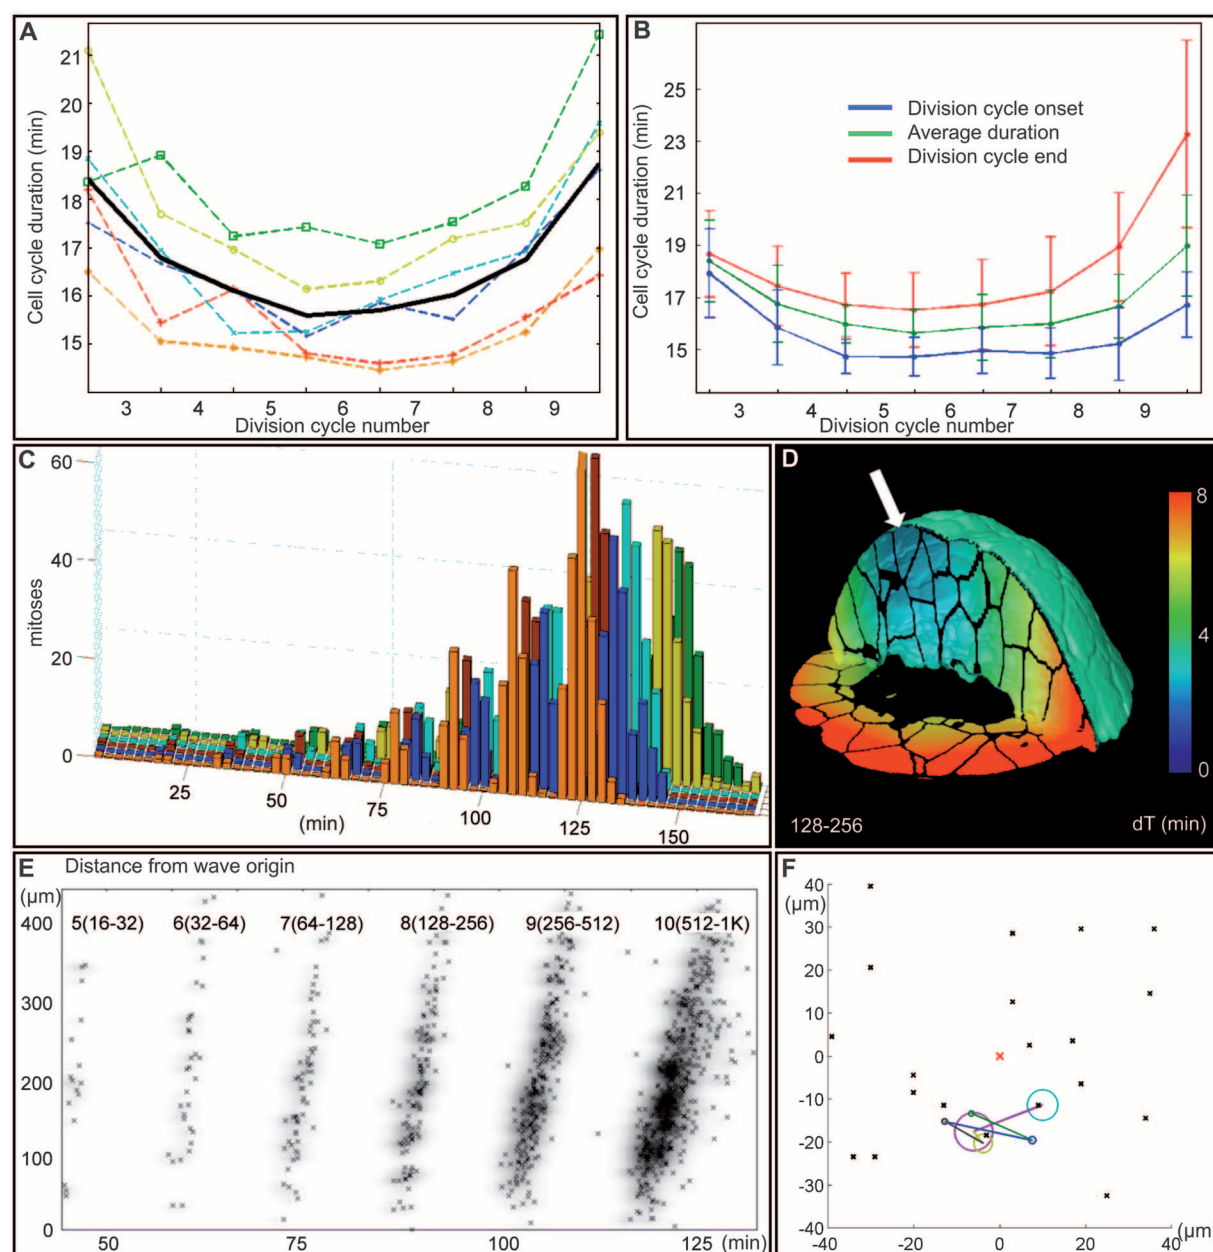 A
Cell cycle duration (min)
21
20
19
18
17
16
15
3 4 5 6 7 8 9
Division cycle number
B
Cell cycle duration (min)
25
23
21
19
17
15
Division cycle onset
Average duration
Division cycle end
3 4 5 6 7 8 9
Division cycle number
C
mitoses
60
40
20
0
25 50 75 100 125 150
(min)
D
8
4
0
128-256
dT (min)
E Distance from wave origin
(µm)
400
300
200
100
0
5(16-32) 6(32-64) 7(64-128) 8(128-256) 9(256-512) 10(512-1K)
50 75 100 125 (min)
F
40
(µm)
30
20
10
0
-10
-20
-30
-40
-40 -20 0 20 40
(µm)